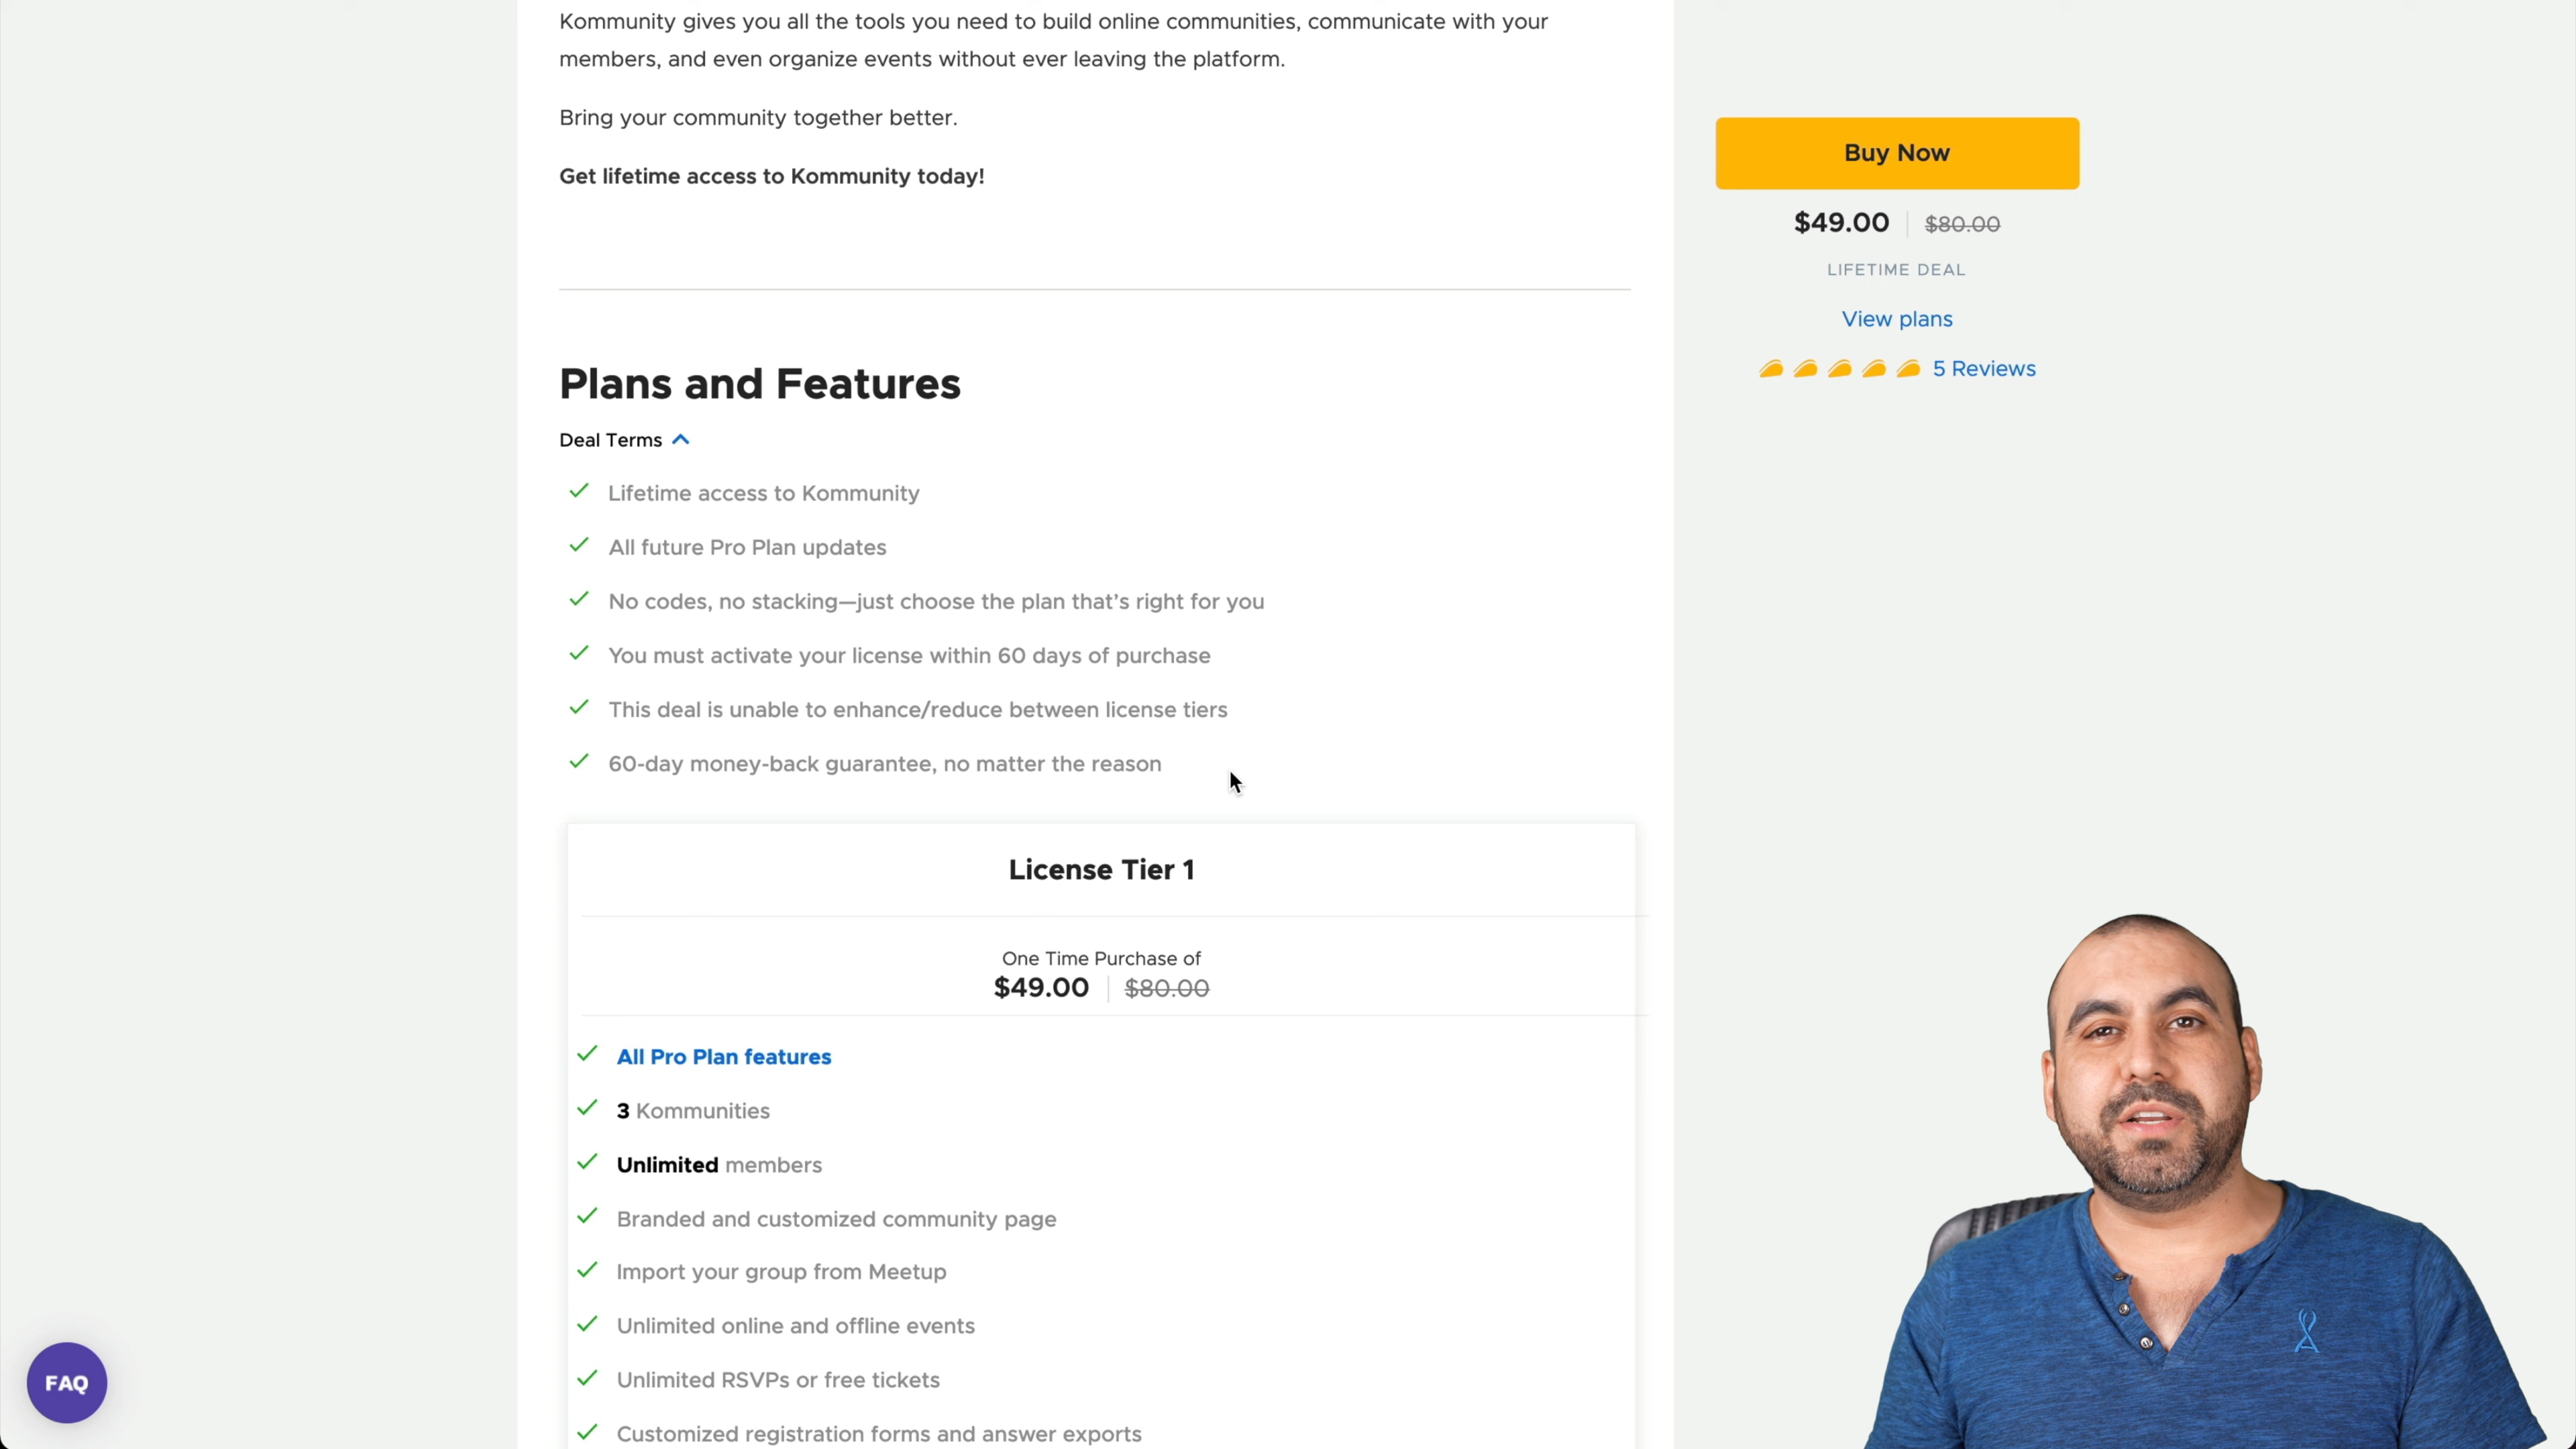 Kommunity gives you all the tools you need to build online communities, communicate with your
members, and even organize events without ever leaving the platform.
Bring your community together better.
Get lifetime access to Kommunity today!
Buy Now
$49.00 $80.00
LIFETIME DEAL
View plans
5 Reviews
Plans and Features
Deal Terms
Lifetime access to Kommunity
All future Pro Plan updates
No codes, no stacking—just choose the plan that's right for you
You must activate your license within 60 days of purchase
This deal is unable to enhance/reduce between license tiers
60-day money-back guarantee, no matter the reason
License Tier 1
One Time Purchase of
$49.00 $80.00
All Pro Plan features
3 Kommunities
Unlimited members
Branded and customized community page
Import your group from Meetup
Unlimited online and offline events
Unlimited RSVPs or free tickets
Customized registration forms and answer exports
FAQ